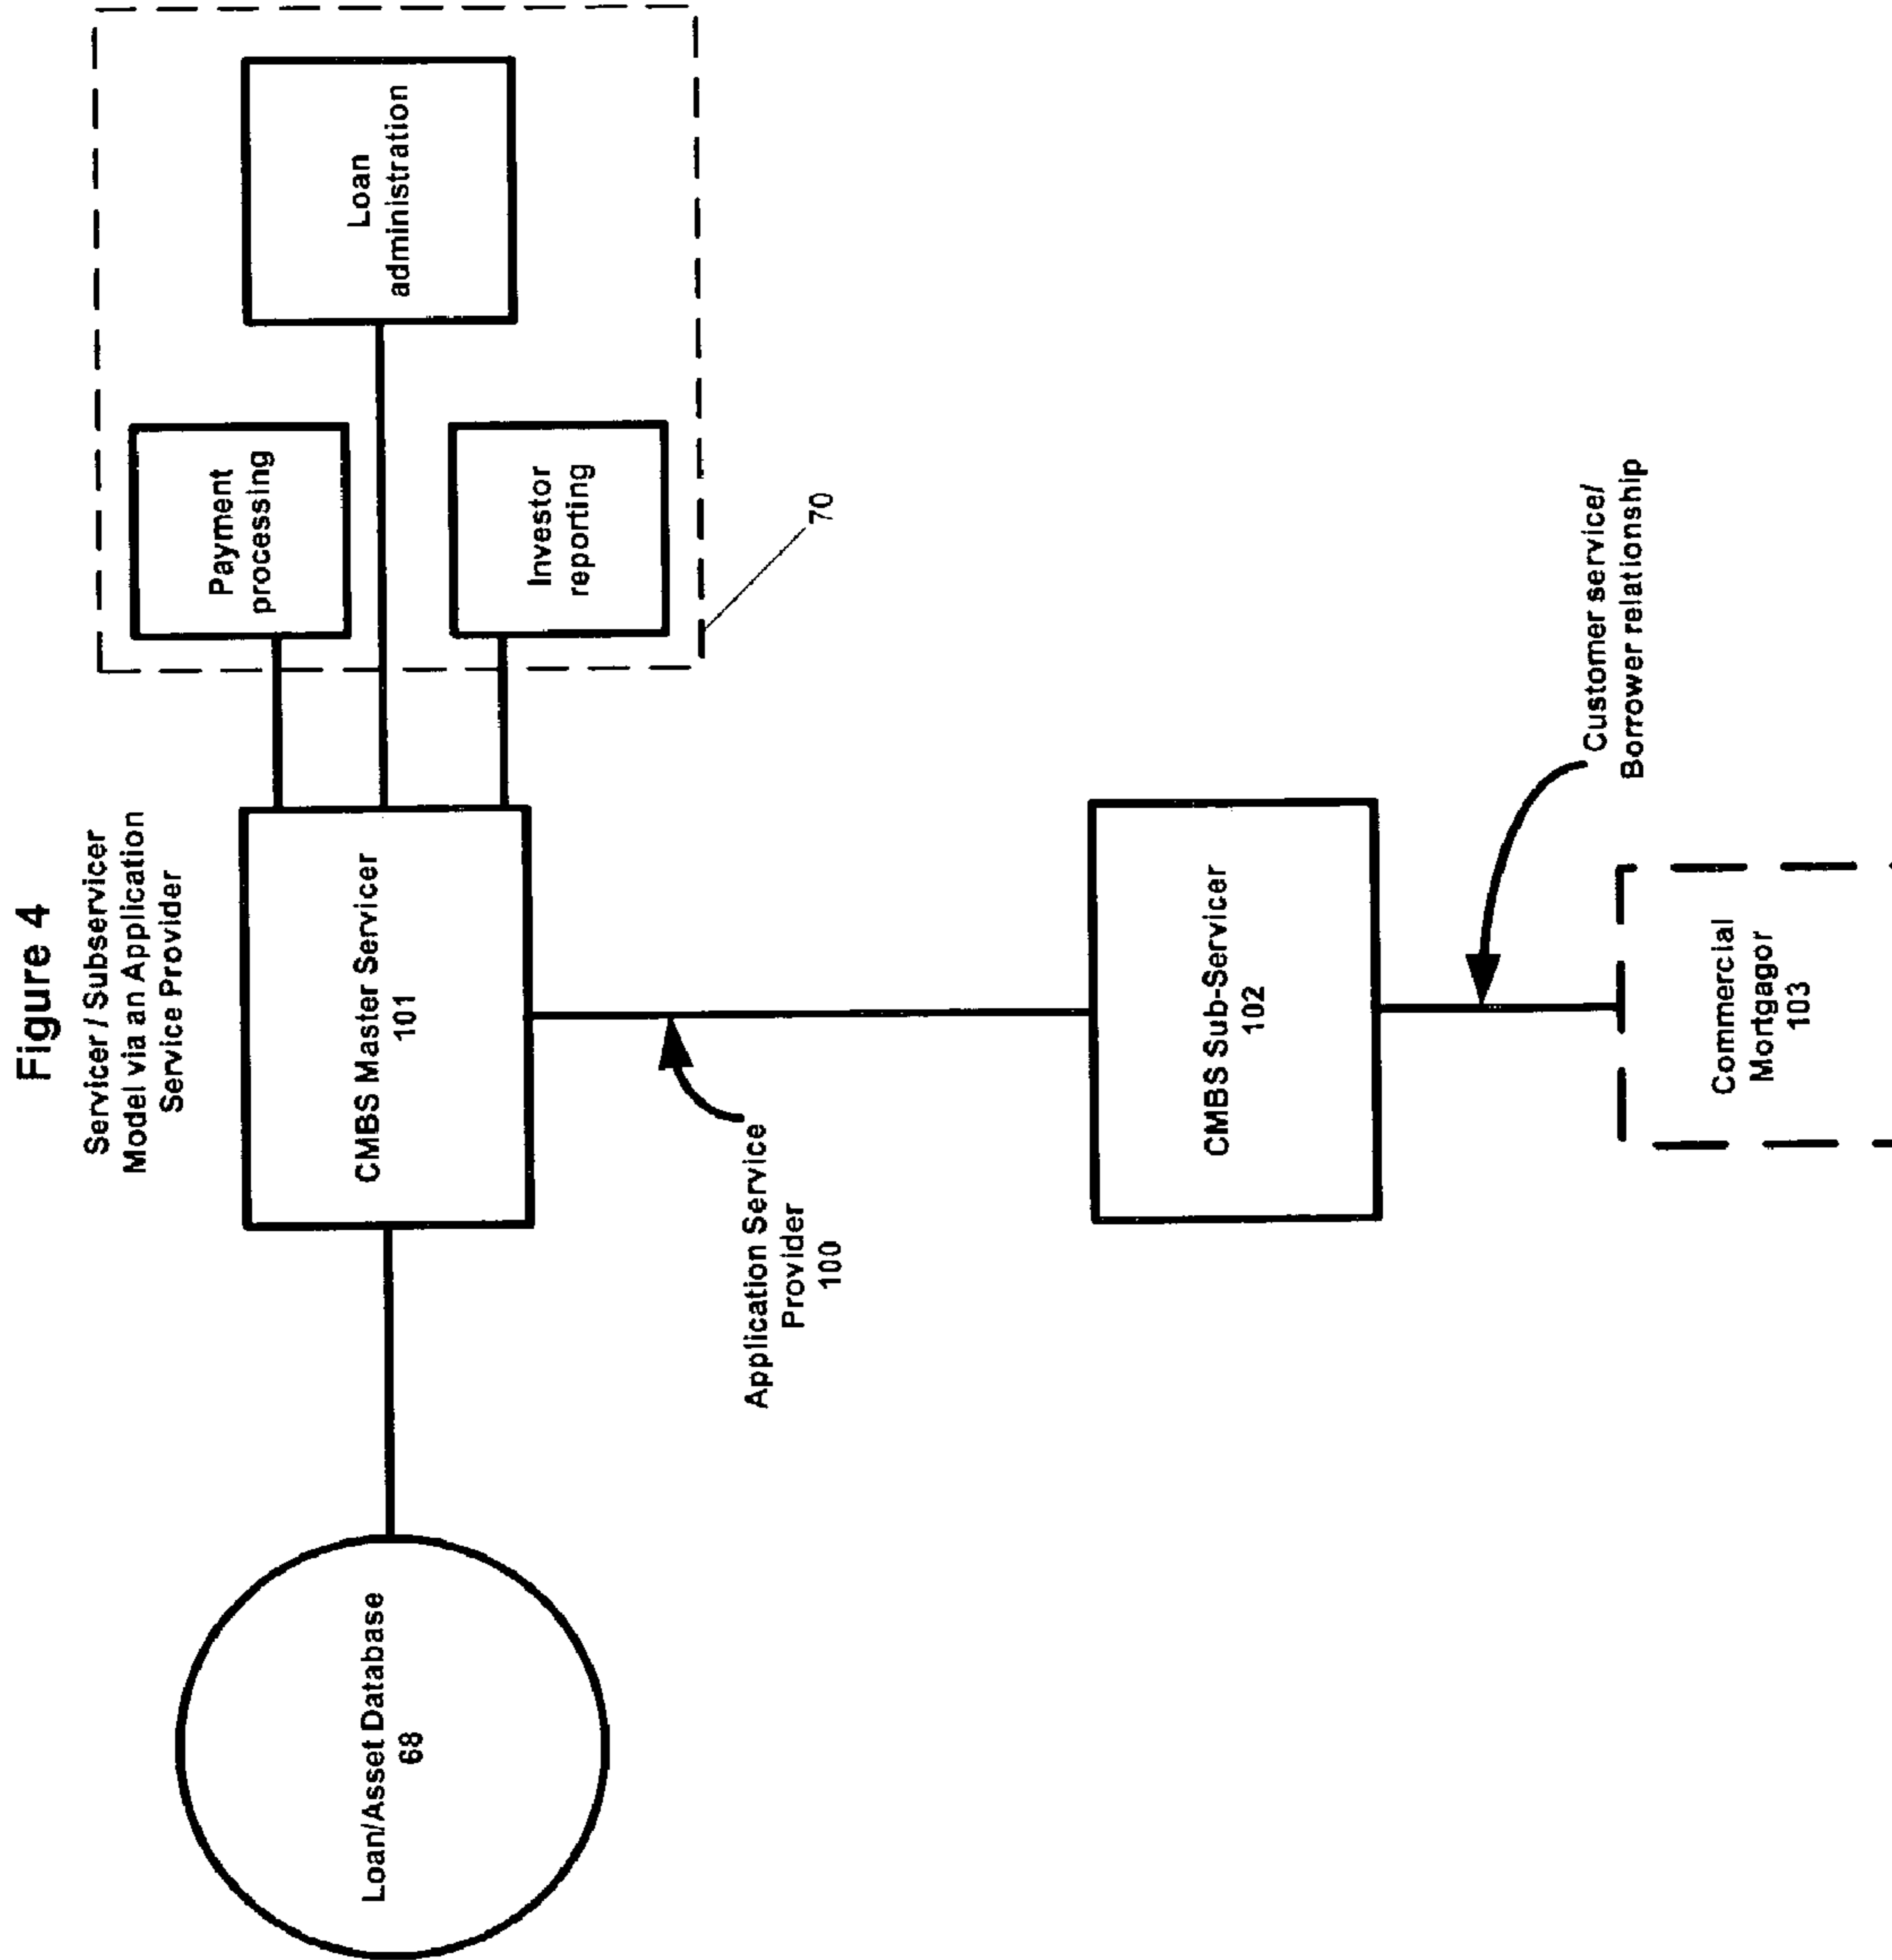 Figure 4
Servicer / Subservicer
Model via an Application
Service Provider
Loan/Asset Database
68
CMBS Master Servicer
101
Payment
processing
Loan
administration
Investor
reporting
70
Application Service
Provider
100
CMBS Sub-Servicer
102
Customer service/
Borrower relationship
Commercial
Mortgagor
103